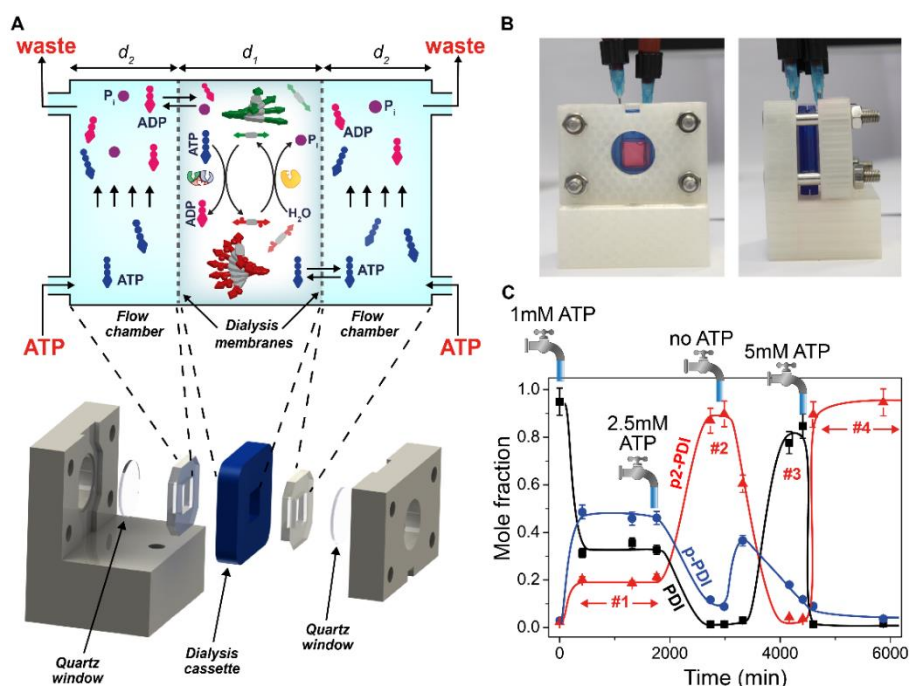 A
waste
d2
d1
d2
waste
Pi
ADP
ATP
Pi
ADP
H2O
Pi
ADP
ATP
ATP
ATP
ATP
Flow chamber
Dialysis membranes
Flow chamber
ATP
Quartz window
Dialysis cassette
Quartz window
B
C
1mM ATP
no ATP
5mM ATP
2.5mM ATP
1.0
0.8
0.6
0.4
0.2
0.0
Mole fraction
p2-PDI
p-PDI
PDI
#1
#2
#3
#4
0
2000
4000
6000
Time (min)